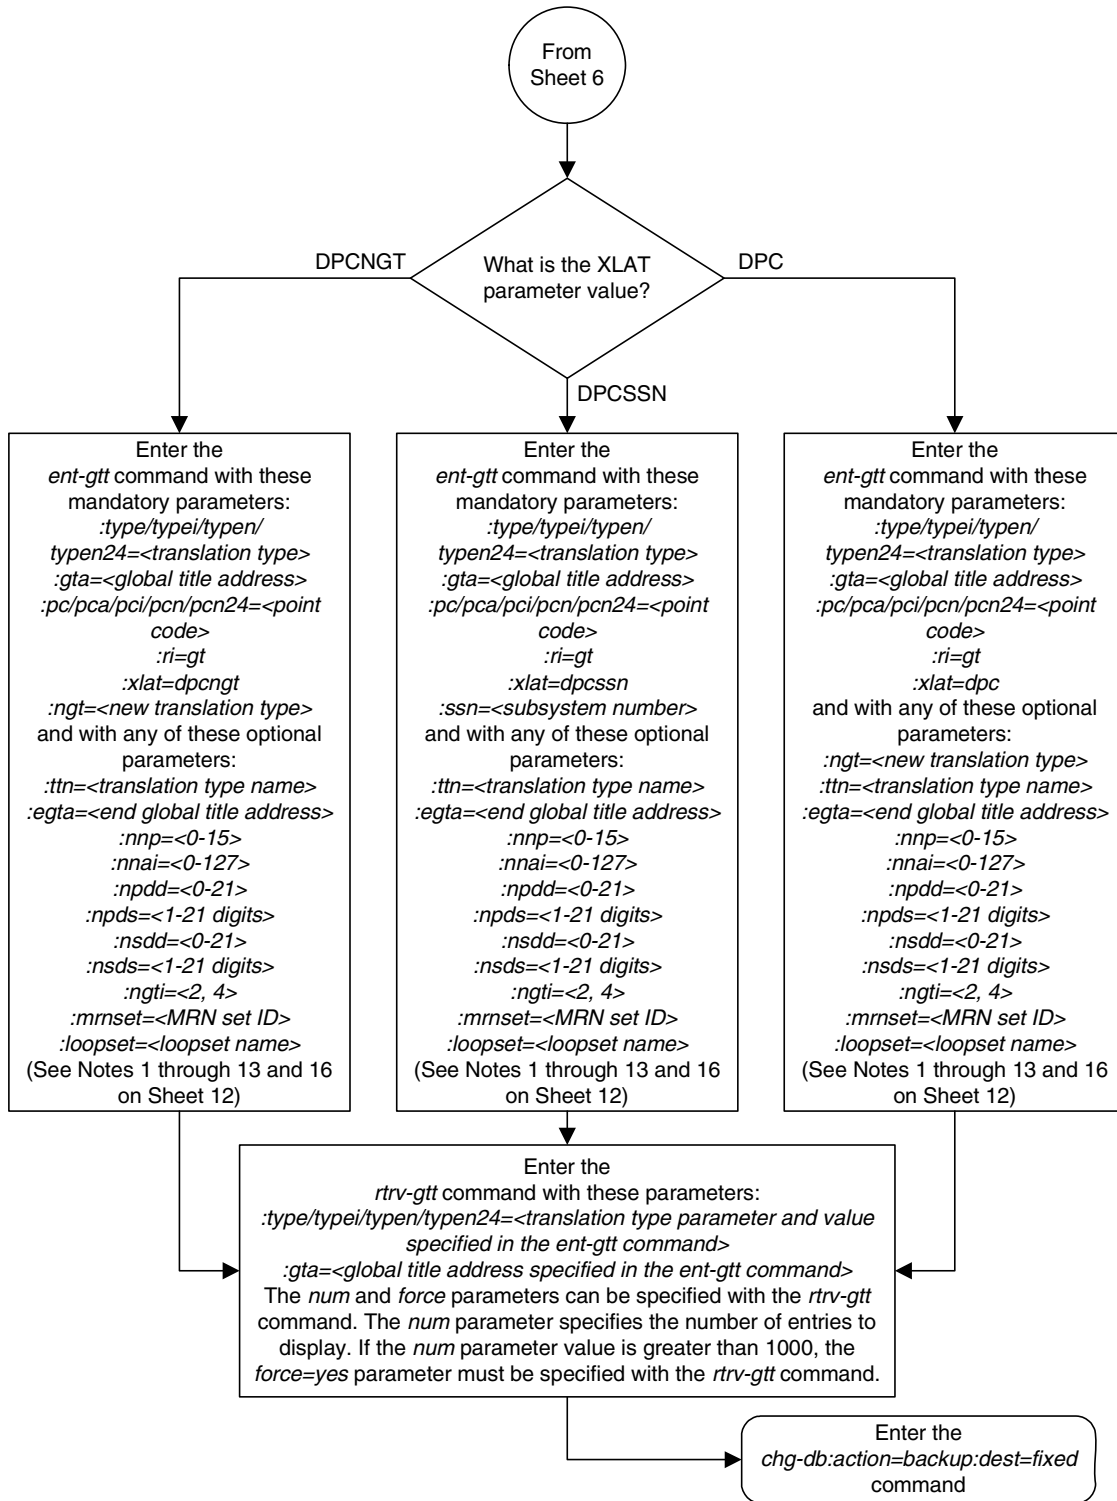 From
Sheet 6
What is the XLAT
parameter value?
DPCNGT
DPC
DPCSSN
Enter the
ent-gtt command with these
mandatory parameters:
:type/typei/typen/
typen24=<translation type>
:gta=<global title address>
:pc/pca/pci/pcn/pcn24=<point
code>
:ri=gt
:xlat=dpcngt
:ngt=<new translation type>
and with any of these optional
parameters:
:ttn=<translation type name>
:egta=<end global title address>
:nnp=<0-15>
:nnai=<0-127>
:npdd=<0-21>
:npds=<1-21 digits>
:nsdd=<0-21>
:nsds=<1-21 digits>
:ngti=<2, 4>
:mrnset=<MRN set ID>
:loopset=<loopset name>
(See Notes 1 through 13 and 16
on Sheet 12)
Enter the
ent-gtt command with these
mandatory parameters:
:type/typei/typen/
typen24=<translation type>
:gta=<global title address>
:pc/pca/pci/pcn/pcn24=<point
code>
:ri=gt
:xlat=dpcssn
:ssn=<subsystem number>
and with any of these optional
parameters:
:ttn=<translation type name>
:egta=<end global title address>
:nnp=<0-15>
:nnai=<0-127>
:npdd=<0-21>
:npds=<1-21 digits>
:nsdd=<0-21>
:nsds=<1-21 digits>
:ngti=<2, 4>
:mrnset=<MRN set ID>
:loopset=<loopset name>
(See Notes 1 through 13 and 16
on Sheet 12)
Enter the
ent-gtt command with these
mandatory parameters:
:type/typei/typen/
typen24=<translation type>
:gta=<global title address>
:pc/pca/pci/pcn/pcn24=<point
code>
:ri=gt
:xlat=dpc
and with any of these optional
parameters:
:ngt=<new translation type>
:ttn=<translation type name>
:egta=<end global title address>
:nnp=<0-15>
:nnai=<0-127>
:npdd=<0-21>
:npds=<1-21 digits>
:nsdd=<0-21>
:nsds=<1-21 digits>
:ngti=<2, 4>
:mrnset=<MRN set ID>
:loopset=<loopset name>
(See Notes 1 through 13 and 16
on Sheet 12)
Enter the
rtrv-gtt command with these parameters:
:type/typei/typen/typen24=<translation type parameter and value
specified in the ent-gtt command>
:gta=<global title address specified in the ent-gtt command>
The num and force parameters can be specified with the rtrv-gtt
command. The num parameter specifies the number of entries to
display. If the num parameter value is greater than 1000, the
force=yes parameter must be specified with the rtrv-gtt command.
Enter the
chg-db:action=backup:dest=fixed
command